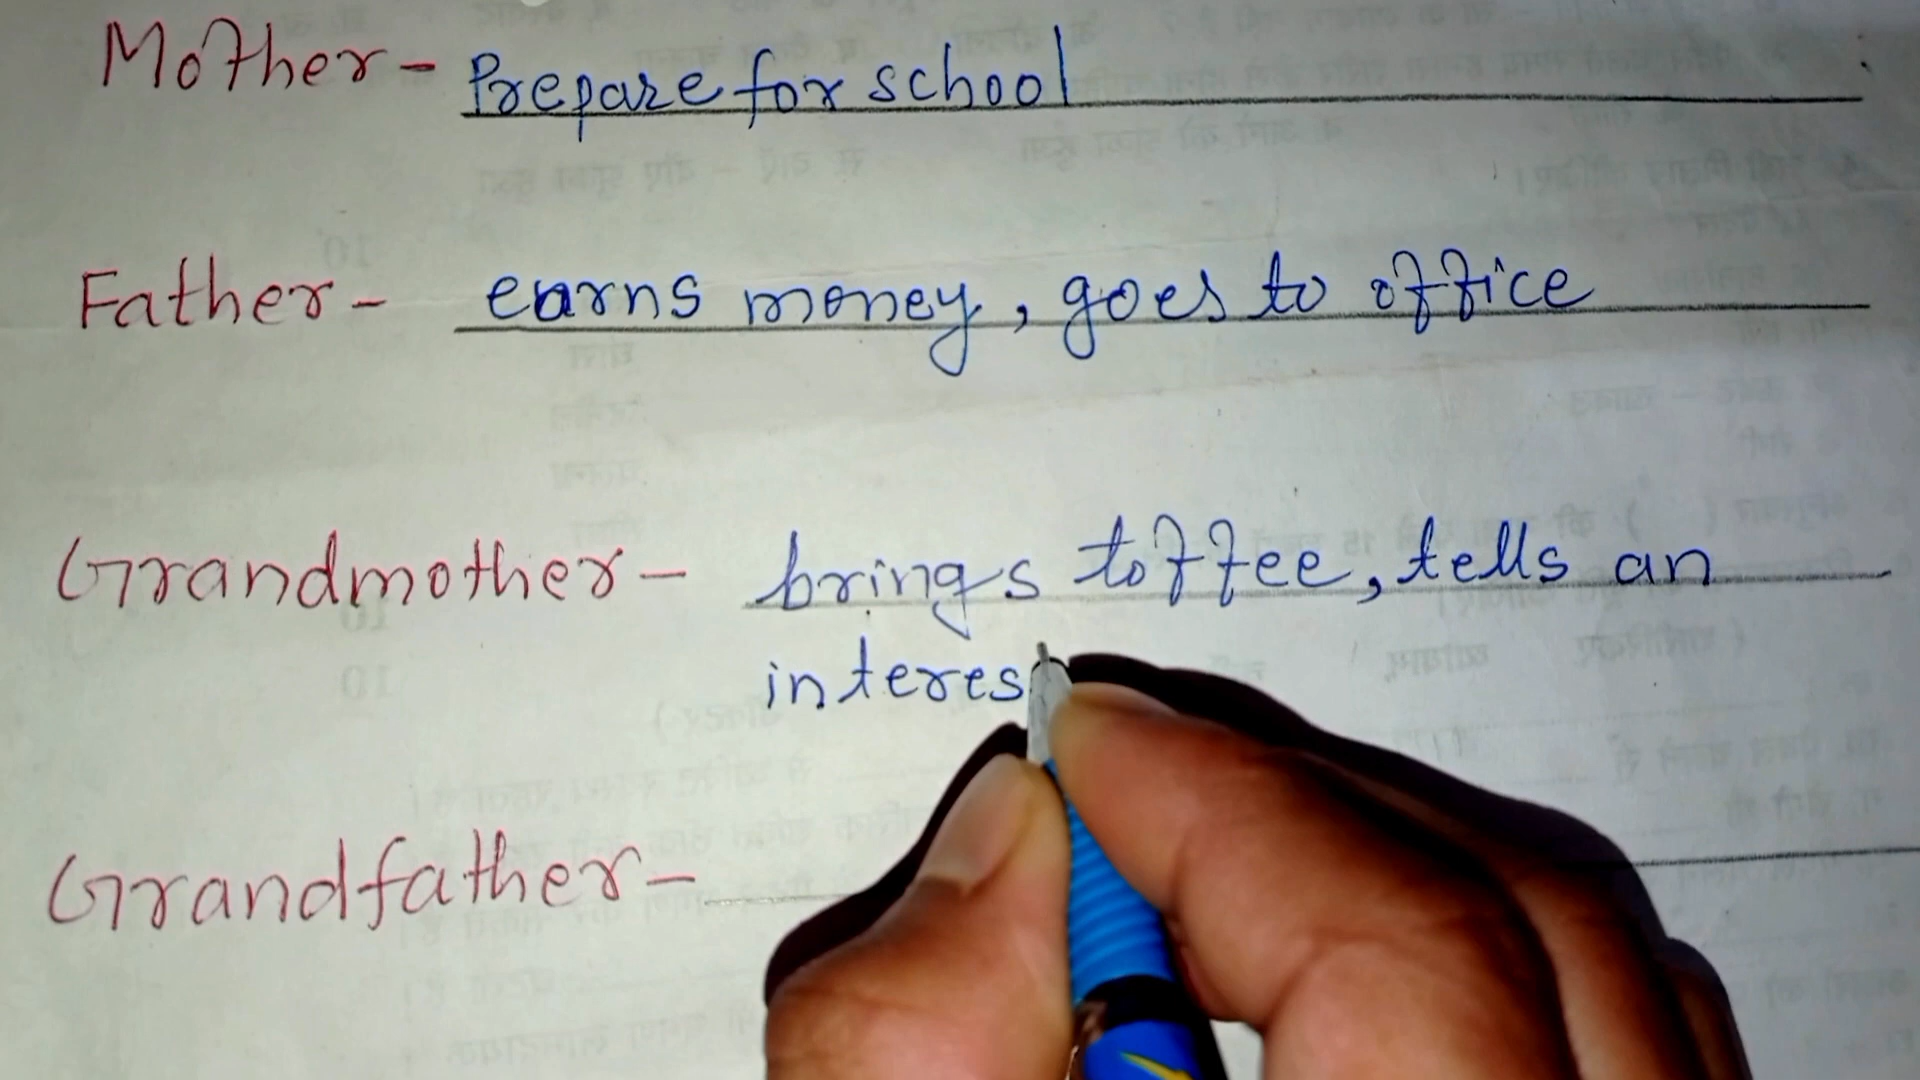 Mother- Prepare for school
Father- earns money, goes to office
Grandmother- brings toffee, tells an
interes
Grandfather-